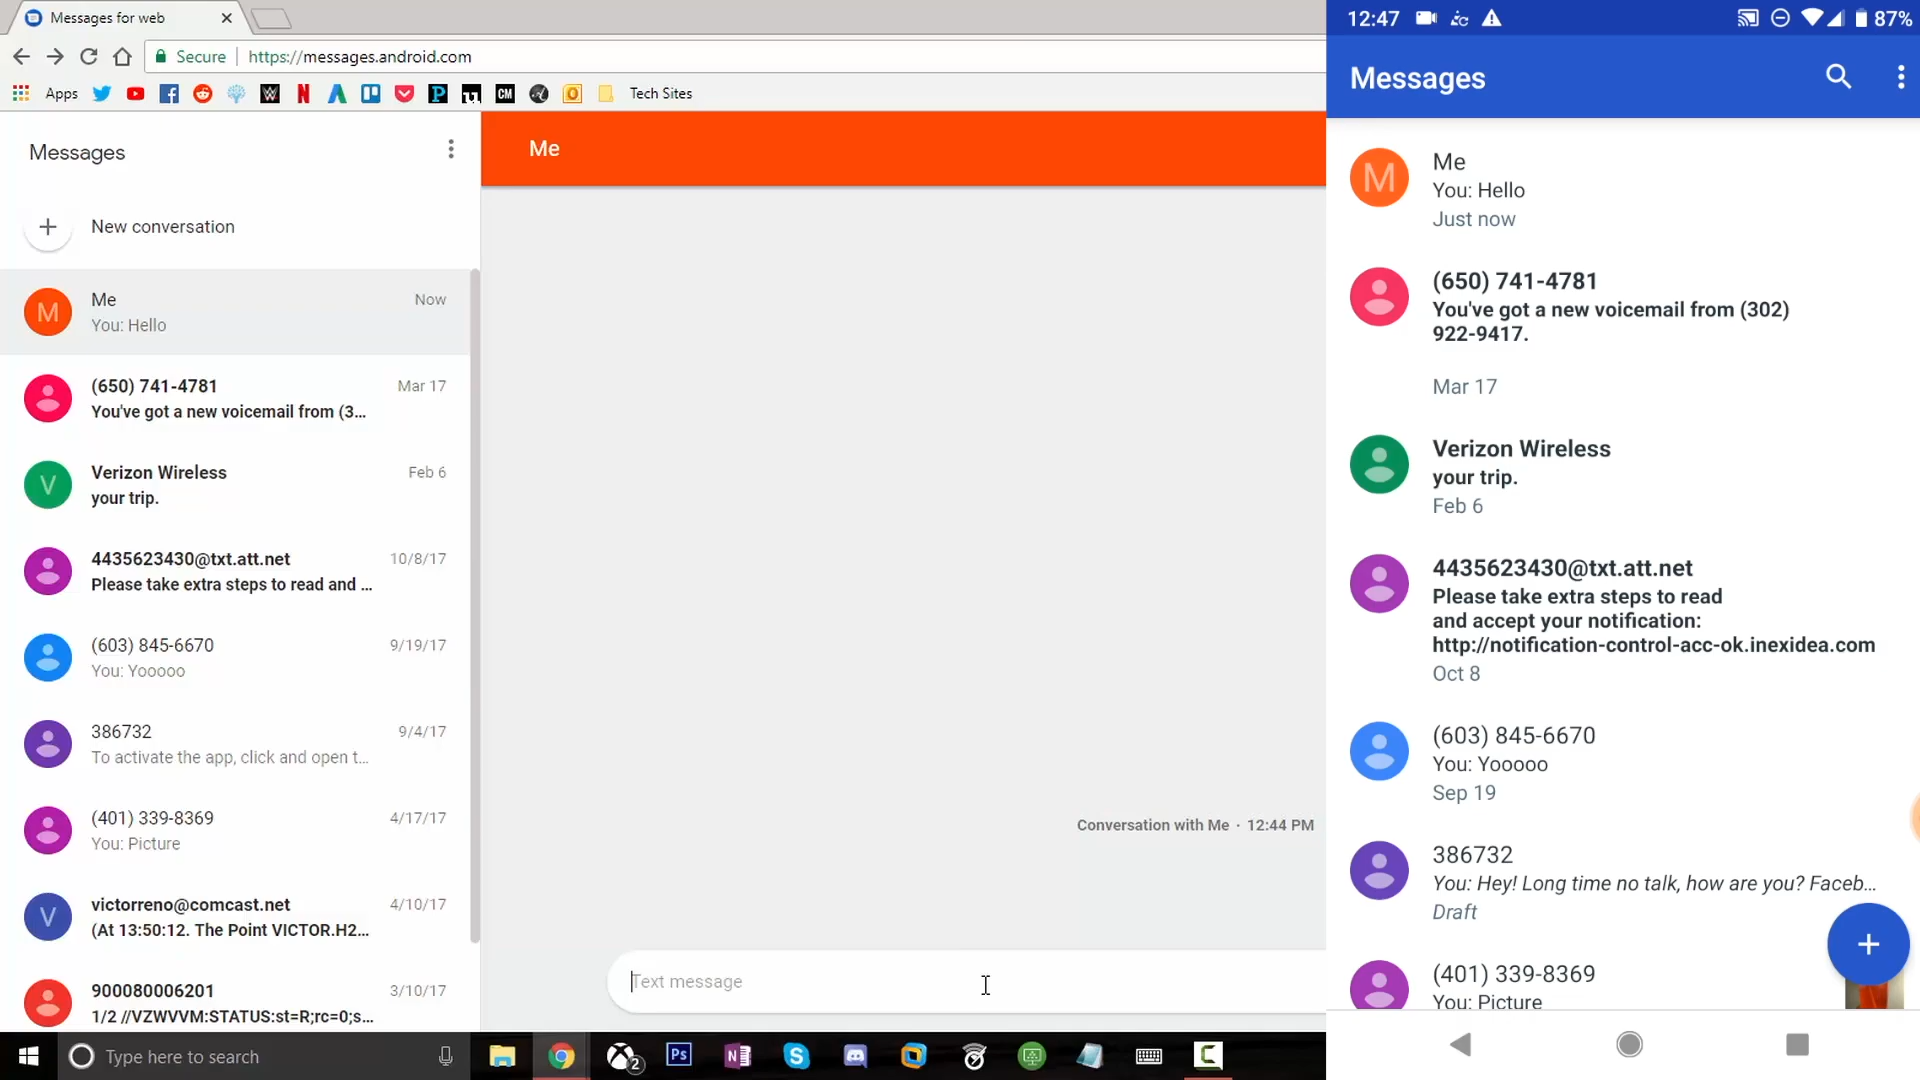 Messages for web
Secure
https://messages.android.com
Apps
W
N
P
CM
Tech Sites
Messages
New conversation
M
Me
Now
You: Hello
(650) 741-4781
Mar 17
You've got a new voicemail from (3...
V
Verizon Wireless
Feb 6
your trip.
4435623430@txt.att.net
10/8/17
Please take extra steps to read and ...
(603) 845-6670
9/19/17
You: Yooooo
386732
9/4/17
To activate the app, click and open t...
(401) 339-8369
4/17/17
You: Picture
V
victorreno@comcast.net
4/10/17
(At 13:50:12. The Point VICTOR.H2...
900080006201
3/10/17
1/2 //VZWVVM:STATUS:st=R;rc=0;s...
Me
Conversation with Me · 12:44 PM
Text message
Type here to search
2
Ps
N
S
C
12:47
87%
Messages
M
Me
You: Hello
Just now
(650) 741-4781
You've got a new voicemail from (302)
922-9417.
Mar 17
Verizon Wireless
your trip.
Feb 6
4435623430@txt.att.net
Please take extra steps to read
and accept your notification:
http://notification-control-acc-ok.inexidea.com
Oct 8
(603) 845-6670
You: Yooooo
Sep 19
386732
You: Hey! Long time no talk, how are you? Faceb...
Draft
(401) 339-8369
You: Picture